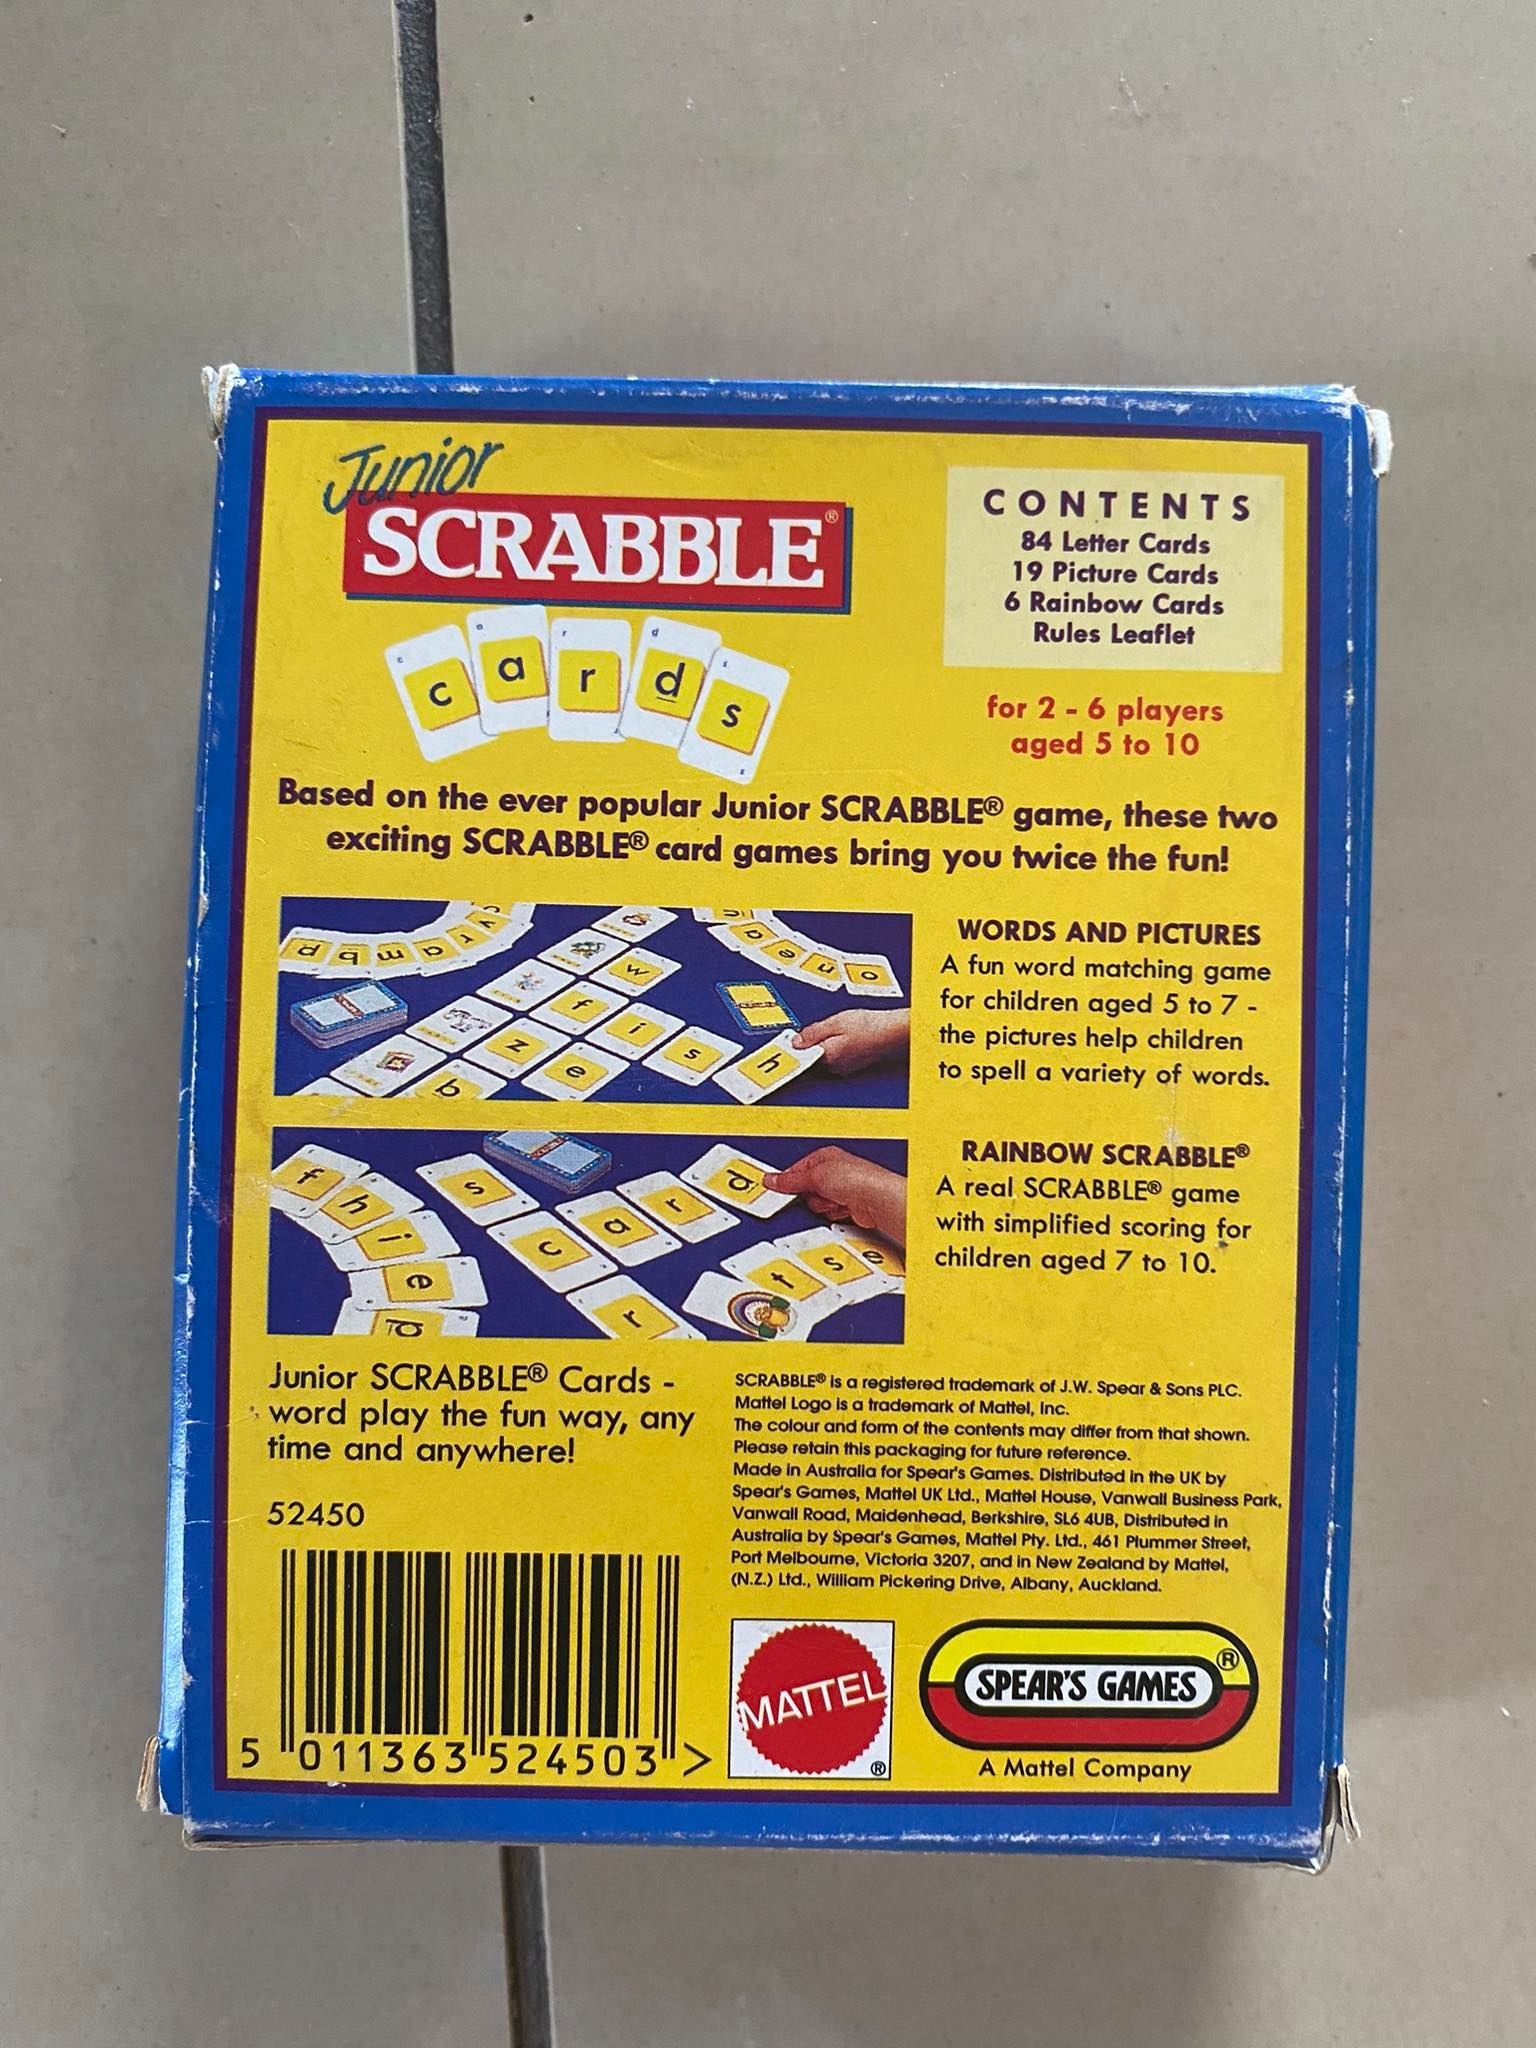 Junior
SCRABBLE®
c a r d s
CONTENTS
84 Letter Cards
19 Picture Cards
6 Rainbow Cards
Rules Leaflet
for 2 - 6 players
aged 5 to 10
Based on the ever popular Junior SCRABBLE® game, these two
exciting SCRABBLE® card games bring you twice the fun!
w
f i s h
z e
b
WORDS AND PICTURES
A fun word matching game
for children aged 5 to 7 -
the pictures help children
to spell a variety of words.
f h i e d
s c r
a r d
t s e
RAINBOW SCRABBLE®
A real SCRABBLE® game
with simplified scoring for
children aged 7 to 10.
Junior SCRABBLE® Cards -
word play the fun way, any
time and anywhere!
52450
5 011363 524503 >
SCRABBLE® is a registered trademark of J.W. Spear & Sons PLC.
Mattel Logo is a trademark of Mattel, Inc.
The colour and form of the contents may differ from that shown.
Please retain this packaging for future reference.
Made in Australia for Spear's Games. Distributed in the UK by
Spear's Games, Mattel UK Ltd., Mattel House, Vanwall Business Park,
Vanwall Road, Maidenhead, Berkshire, SL6 4UB, Distributed in
Australia by Spear's Games, Mattel Pty. Ltd., 461 Plummer Street,
Port Melbourne, Victoria 3207, and in New Zealand by Mattel,
(N.Z.) Ltd., William Pickering Drive, Albany, Auckland.
MATTEL®
SPEAR'S GAMES®
A Mattel Company